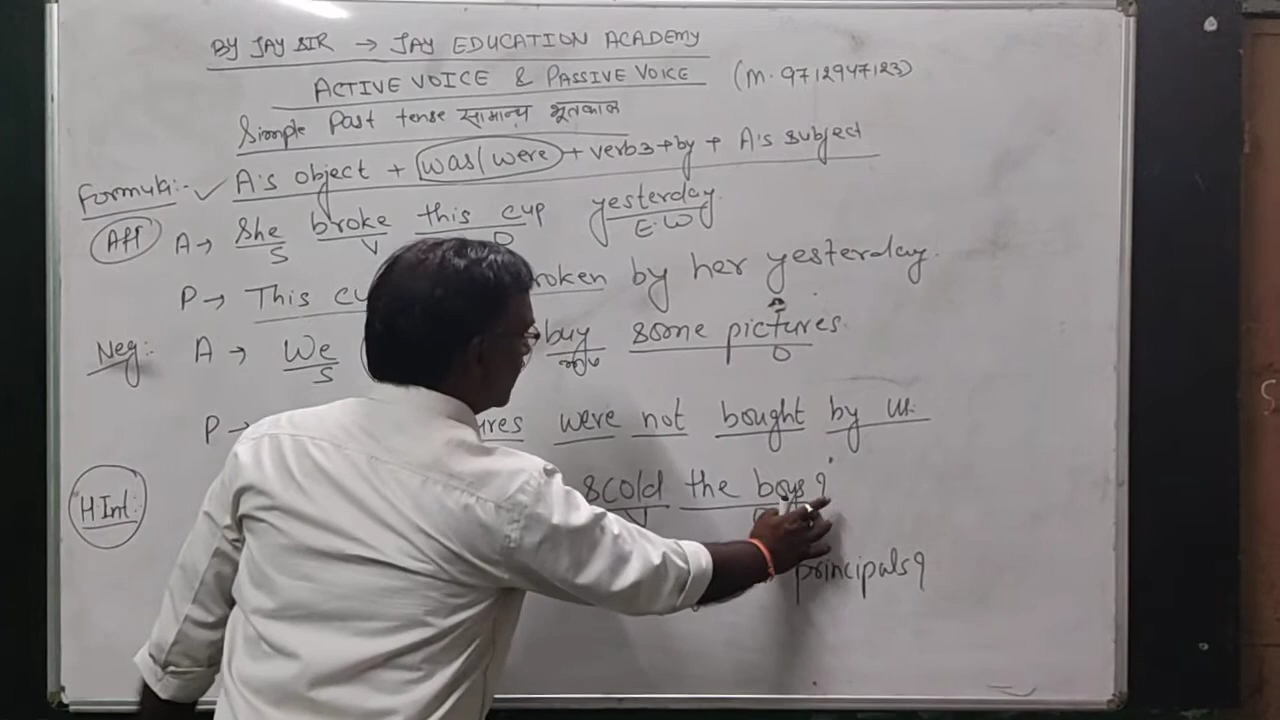 BY JAY SIR → JAY EDUCATION ACADEMY
ACTIVE VOICE & PASSIVE VOICE (M. 9712947123)
Simple Past tense सामान्य भूतकाल
Formula:- ✓ A's object + was/were + verb3+by + A's subject
Aff A → She broke this cup yesterday.
S V O E.W
P → This cu roken by her yesterday.
Neg:- A → We buy some pictures.
S O
P → ures were not bought by us.
H Int: scold the boys?
V
principals?